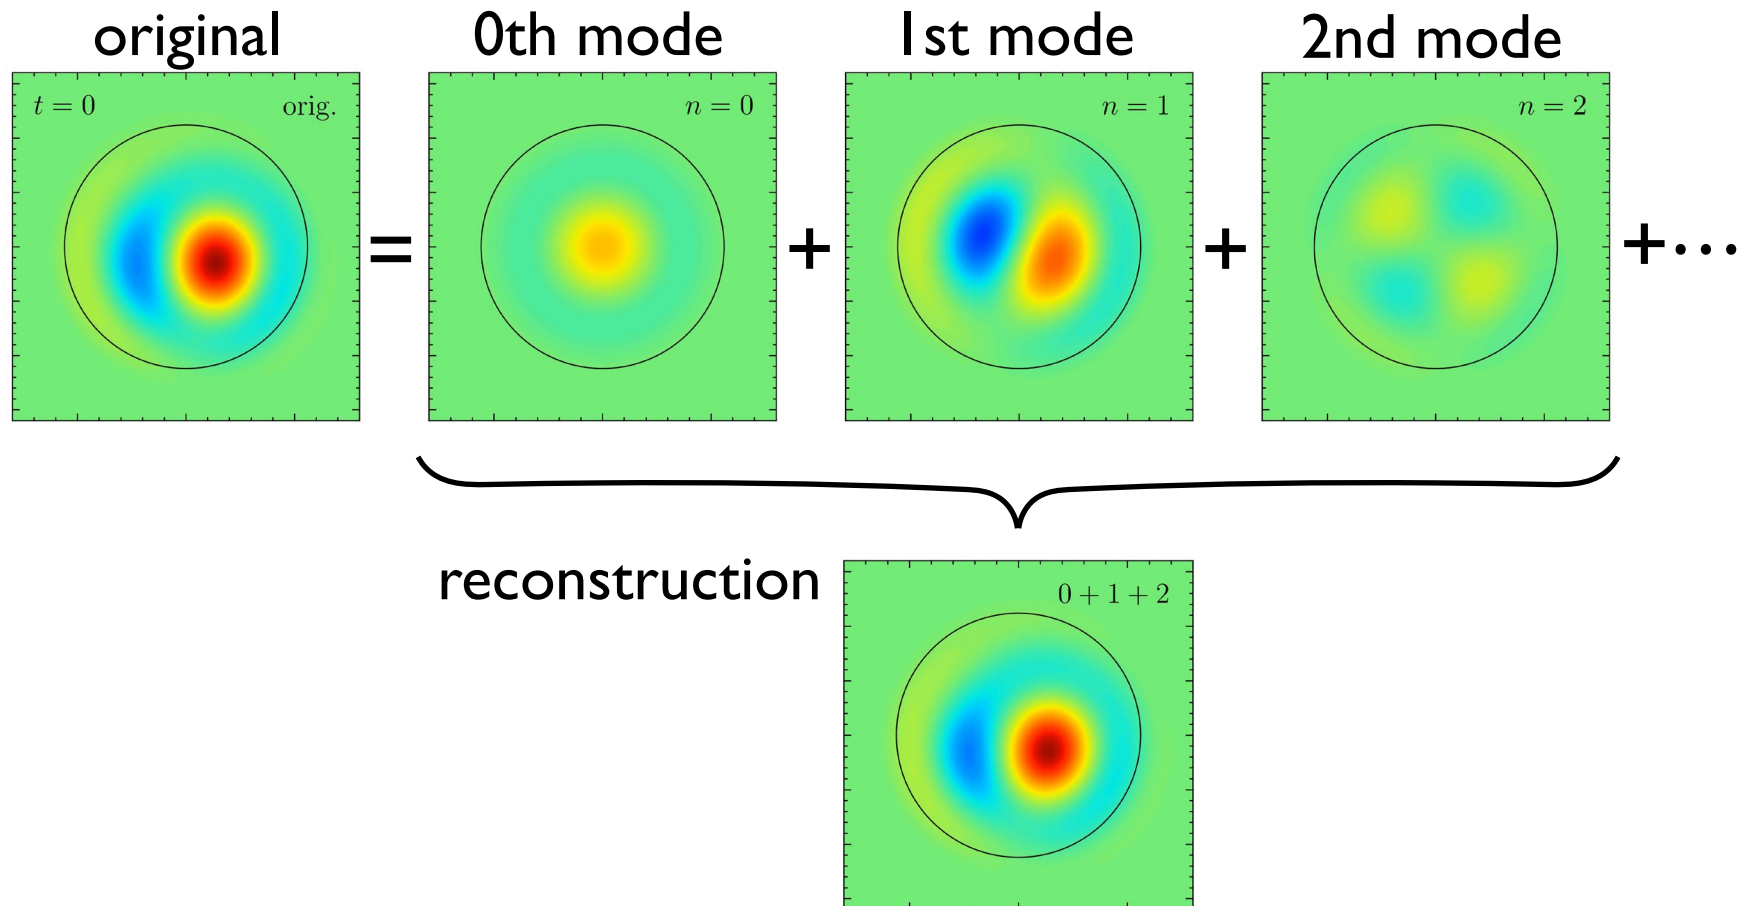 original 0th mode 1st mode 2nd mode
t = 0 orig. n = 0 n = 1 n = 2
= + + +···
reconstruction
0 + 1 + 2